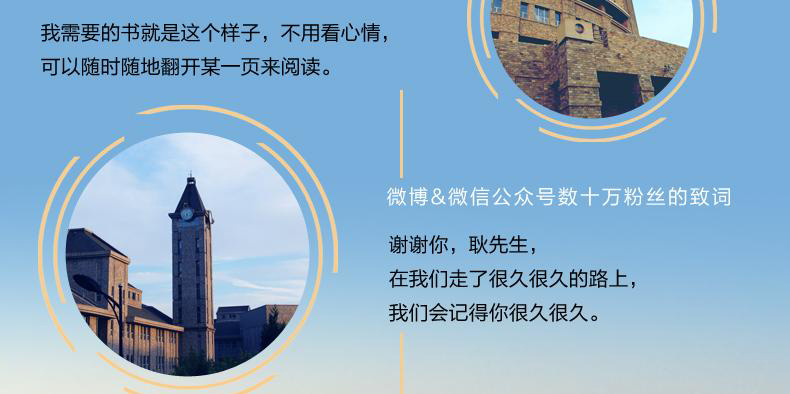 我需要的书就是这个样子，不用看心情，
可以随时随地翻开某一页来阅读。
微博&微信公众号数十万粉丝的致词
谢谢你，耿先生，
在我们走了很久很久的路上，
我们会记得你很久很久。